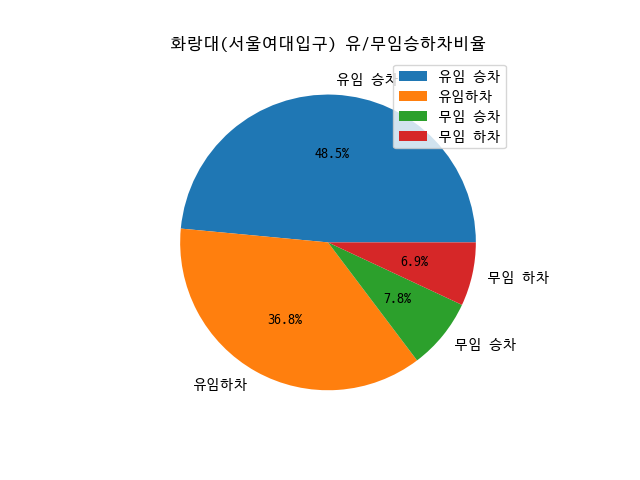 화랑대(서울여대입구) 유/무임승하차비율
유임 승차
유임 승차
유임하차
무임 승차
무임 하차
48.5%
6.9%
무임 하차
7.8%
36.8%
무임 승차
유임하차